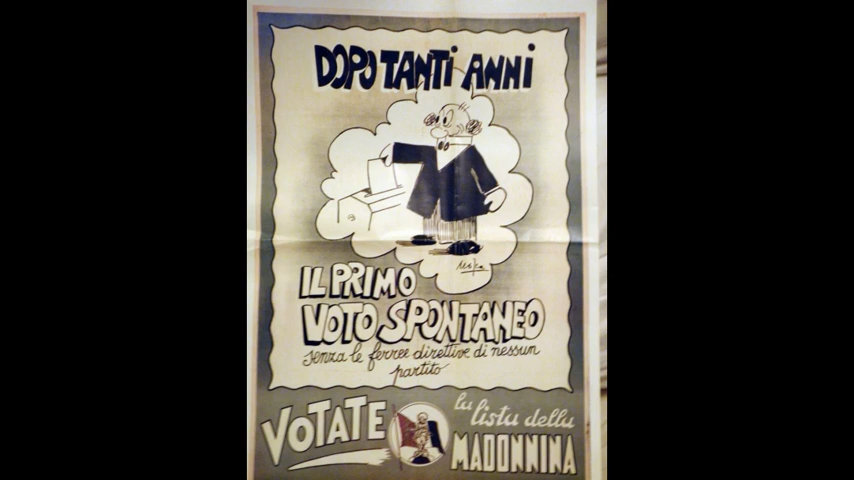 DOPO TANTI ANNI
IL PRIMO
VOTO SPONTANEO
senza le ferree direttive di nessun
partito
VOTATE
la lista della
MADONNINA